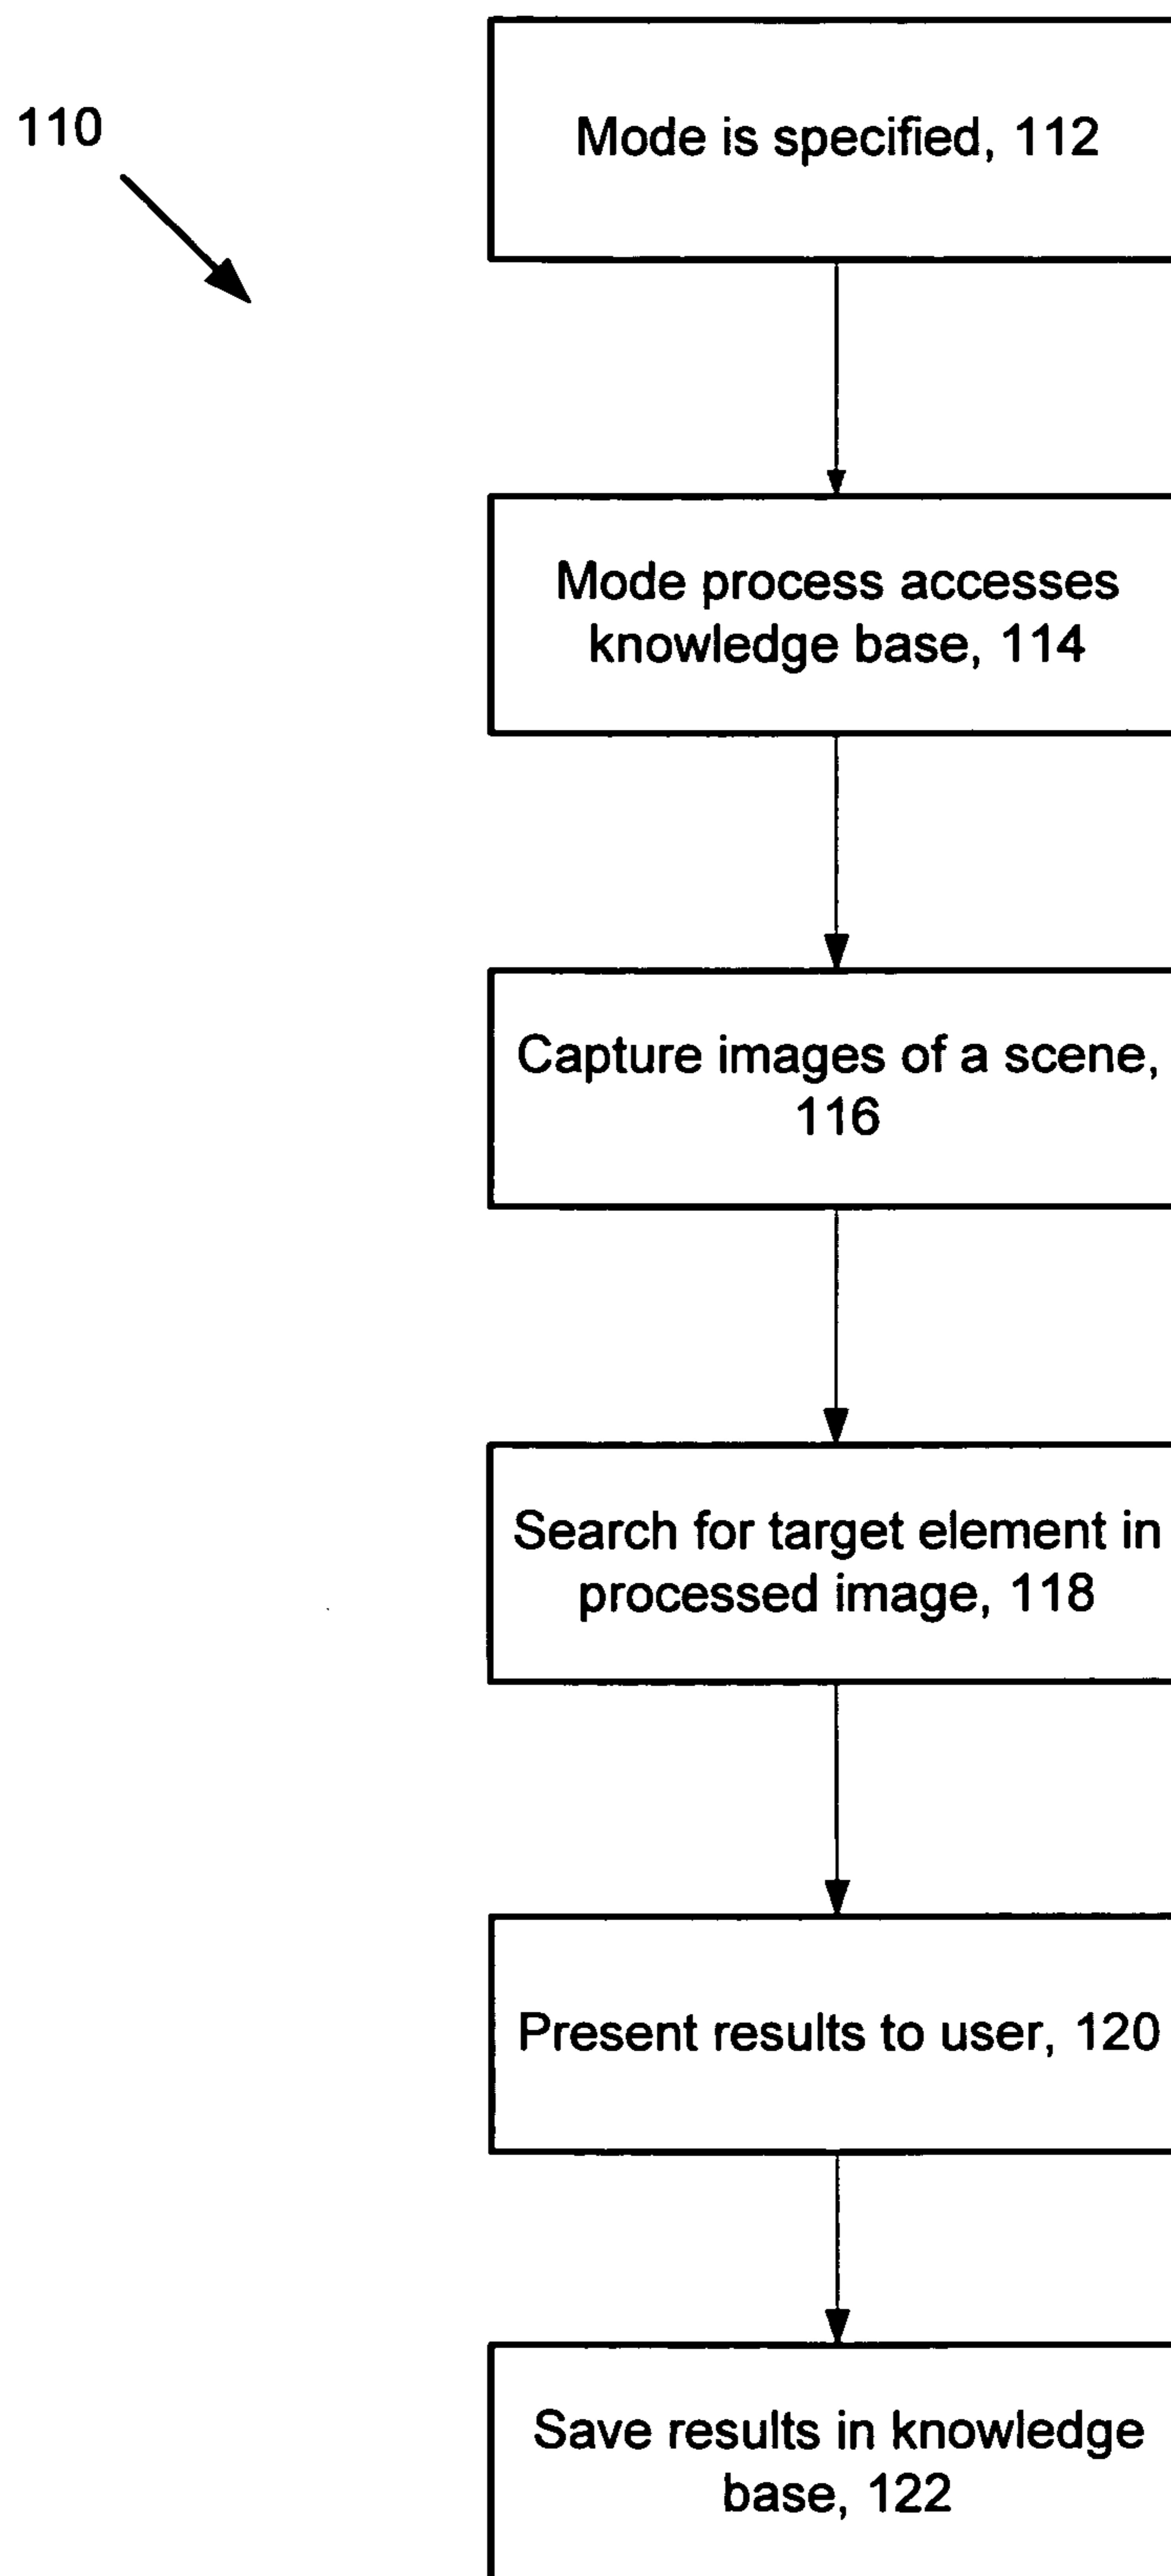 110
Mode is specified, 112
Mode process accesses
knowledge base, 114
Capture images of a scene,
116
Search for target element in
processed image, 118
Present results to user, 120
Save results in knowledge
base, 122